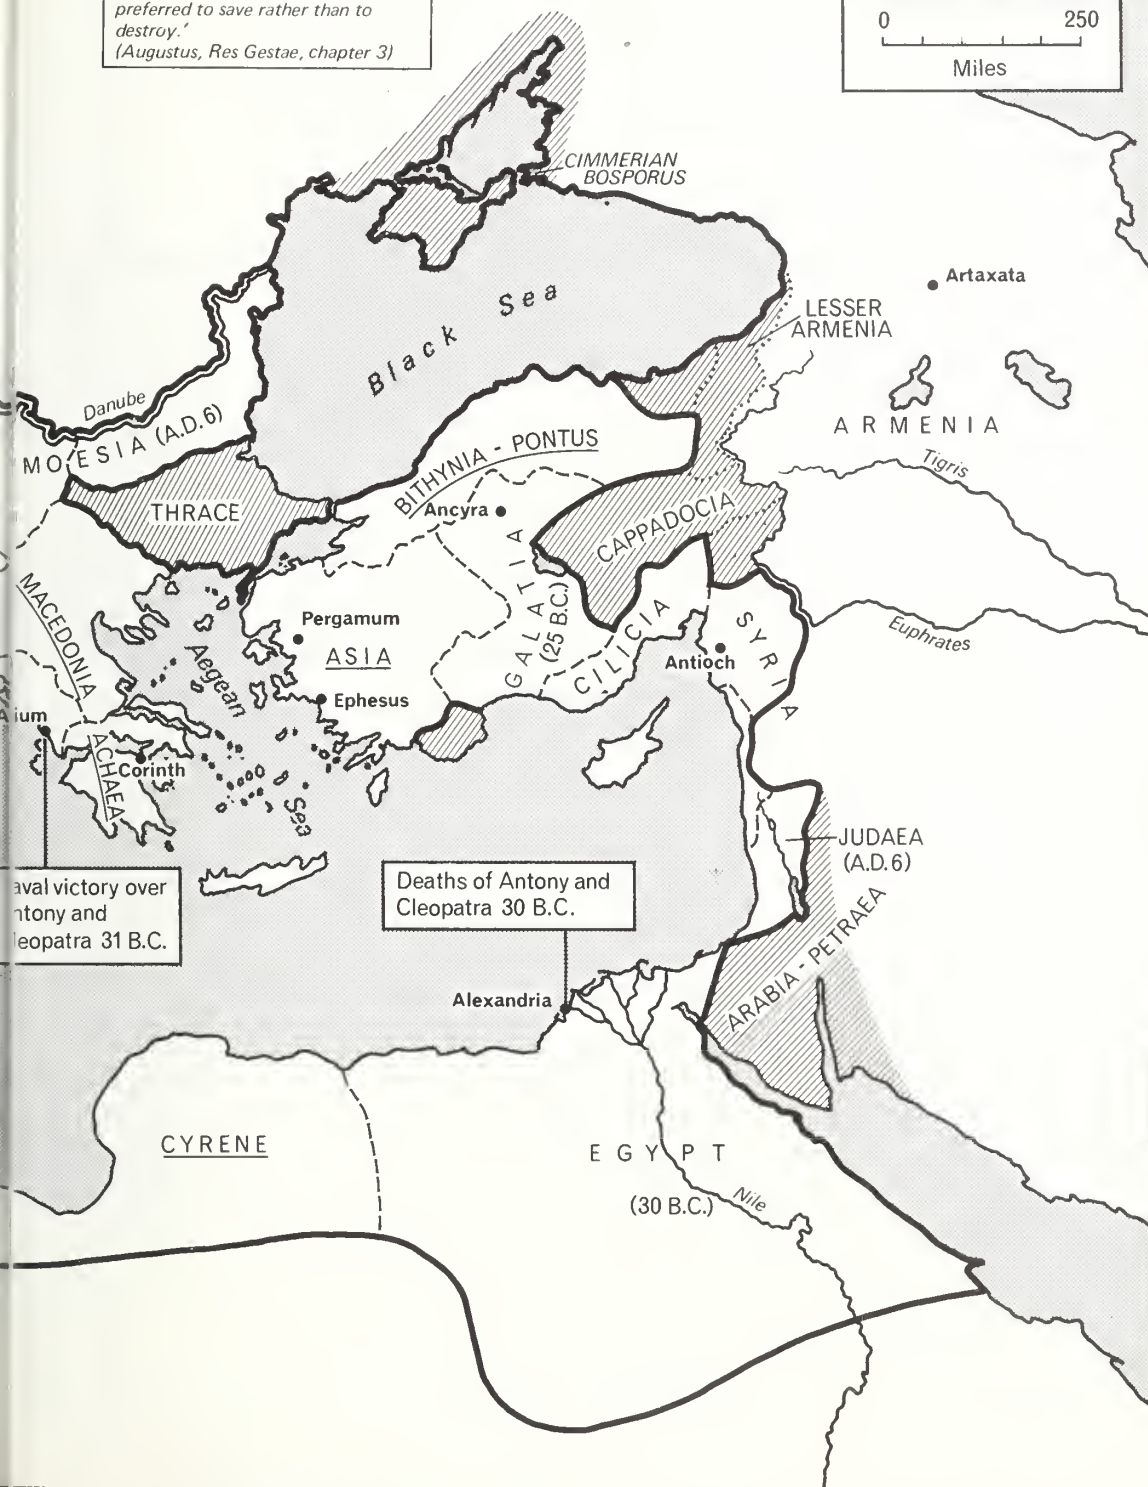 preferred to save rather than to
destroy.'
(Augustus, Res Gestae, chapter 3)
0 250
Miles
CIMMERIAN
BOSPORUS
Artaxata
LESSER
ARMENIA
Black Sea
Danube
MOESIA (A.D.6)
ARMENIA
Tigris
BITHYNIA - PONTUS
THRACE
Ancyra
CAPPADOCIA
GALATIA
(25 B.C.)
MACEDONIA
Pergamum
ASIA
CILICIA
SYRIA
Euphrates
Antioch
Aegean
Sea
Ephesus
ium
ACHAEA
Corinth
JUDAEA
(A.D.6)
aval victory over
ntony and
leopatra 31 B.C.
Deaths of Antony and
Cleopatra 30 B.C.
ARABIA - PETRAEA
Alexandria
CYRENE
EGYPT
(30 B.C.)
Nile